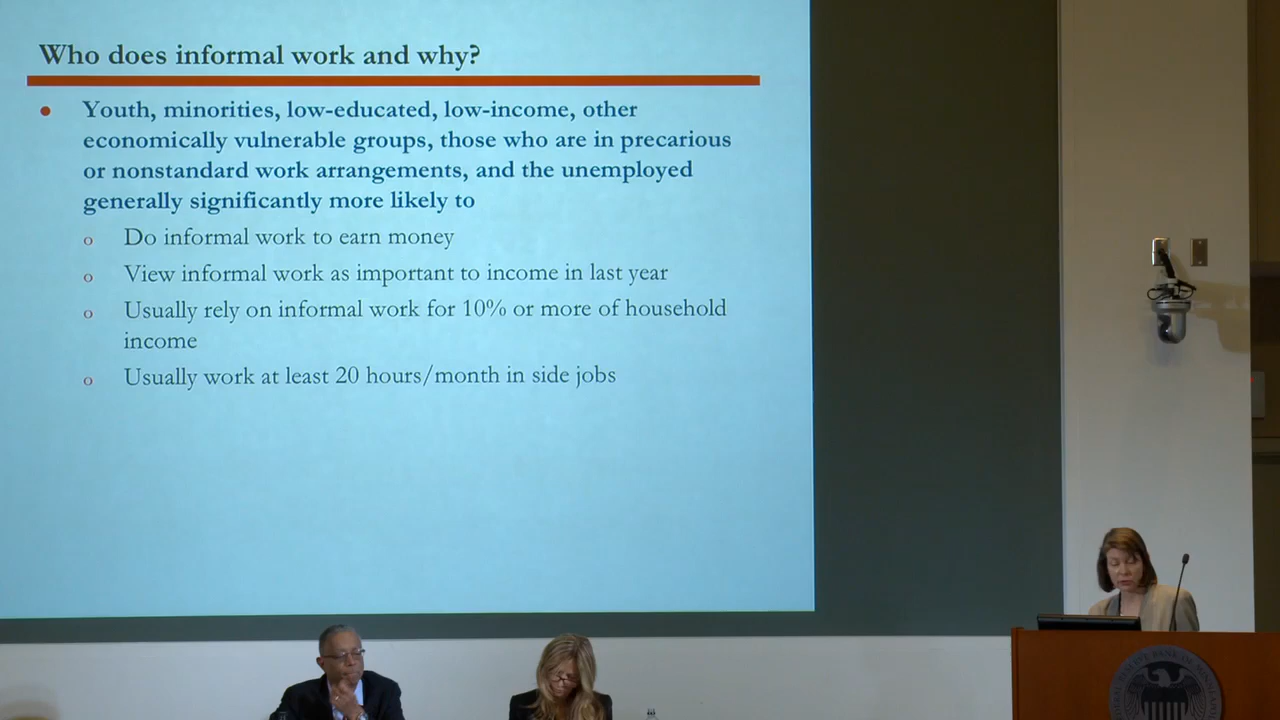 Who does informal work and why?
• Youth, minorities, low-educated, low-income, other
economically vulnerable groups, those who are in precarious
or nonstandard work arrangements, and the unemployed
generally significantly more likely to
o Do informal work to earn money
o View informal work as important to income in last year
o Usually rely on informal work for 10% or more of household
income
o Usually work at least 20 hours/month in side jobs
RESERVE BANK OF